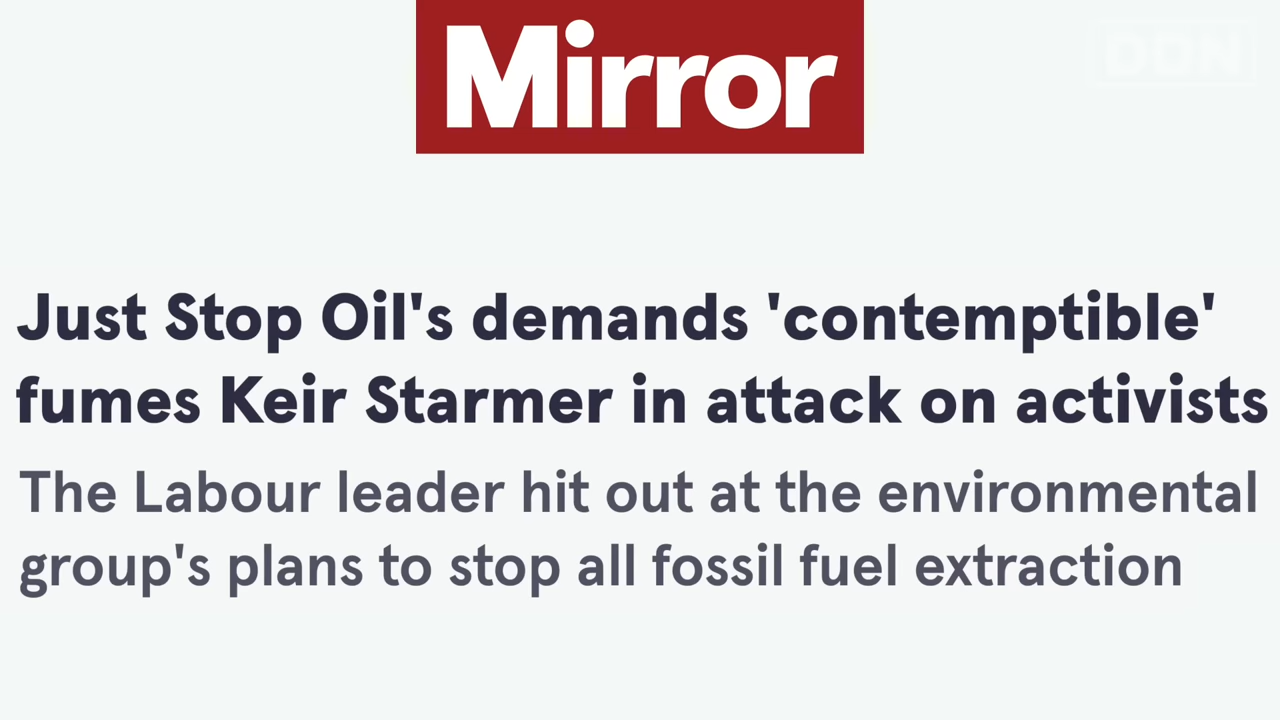 DON
Mirror
Just Stop Oil's demands 'contemptible'
fumes Keir Starmer in attack on activists
The Labour leader hit out at the environmental
group's plans to stop all fossil fuel extraction